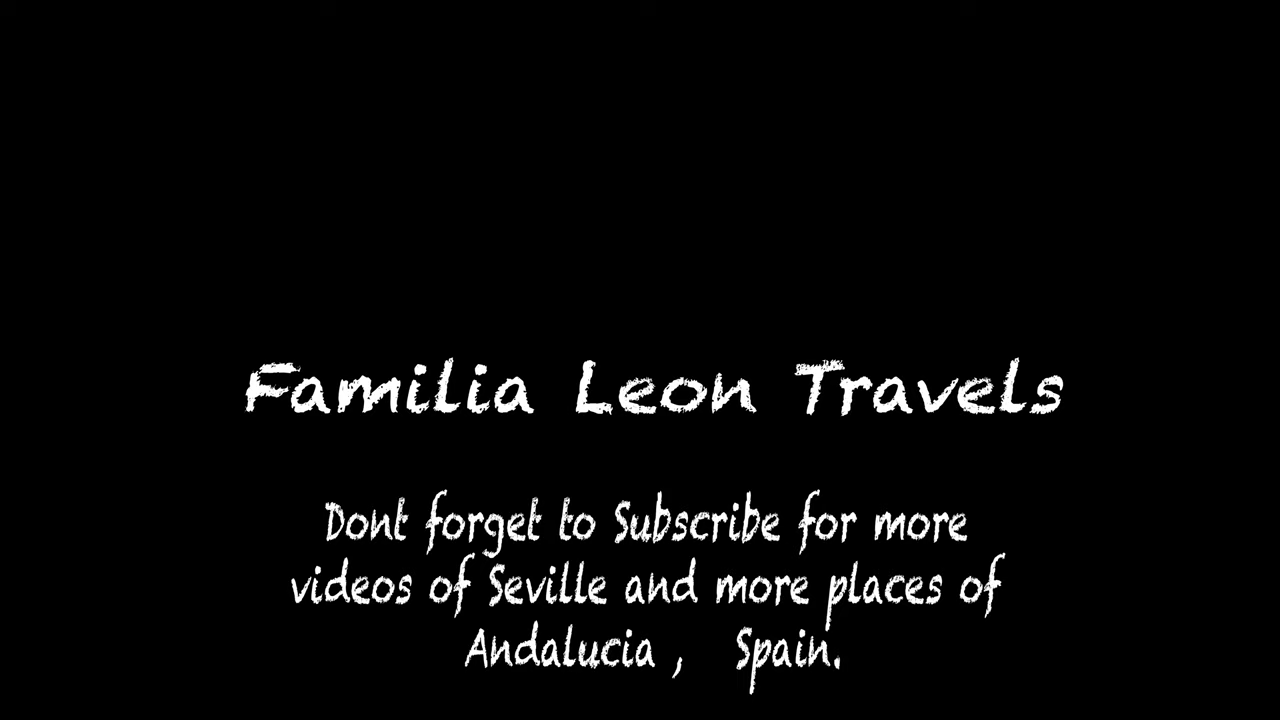 Familia Leon Travels
Dont forget to Subscribe for more
videos of Seville and more places of
Andalucia , Spain.